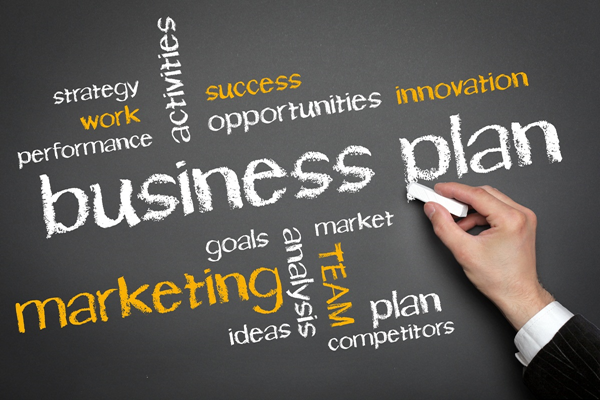 activities
strategy
success
innovation
work
opportunities
performance
business plan
market
goals
analysis
TEAM
marketing
plan
ideas
competitors